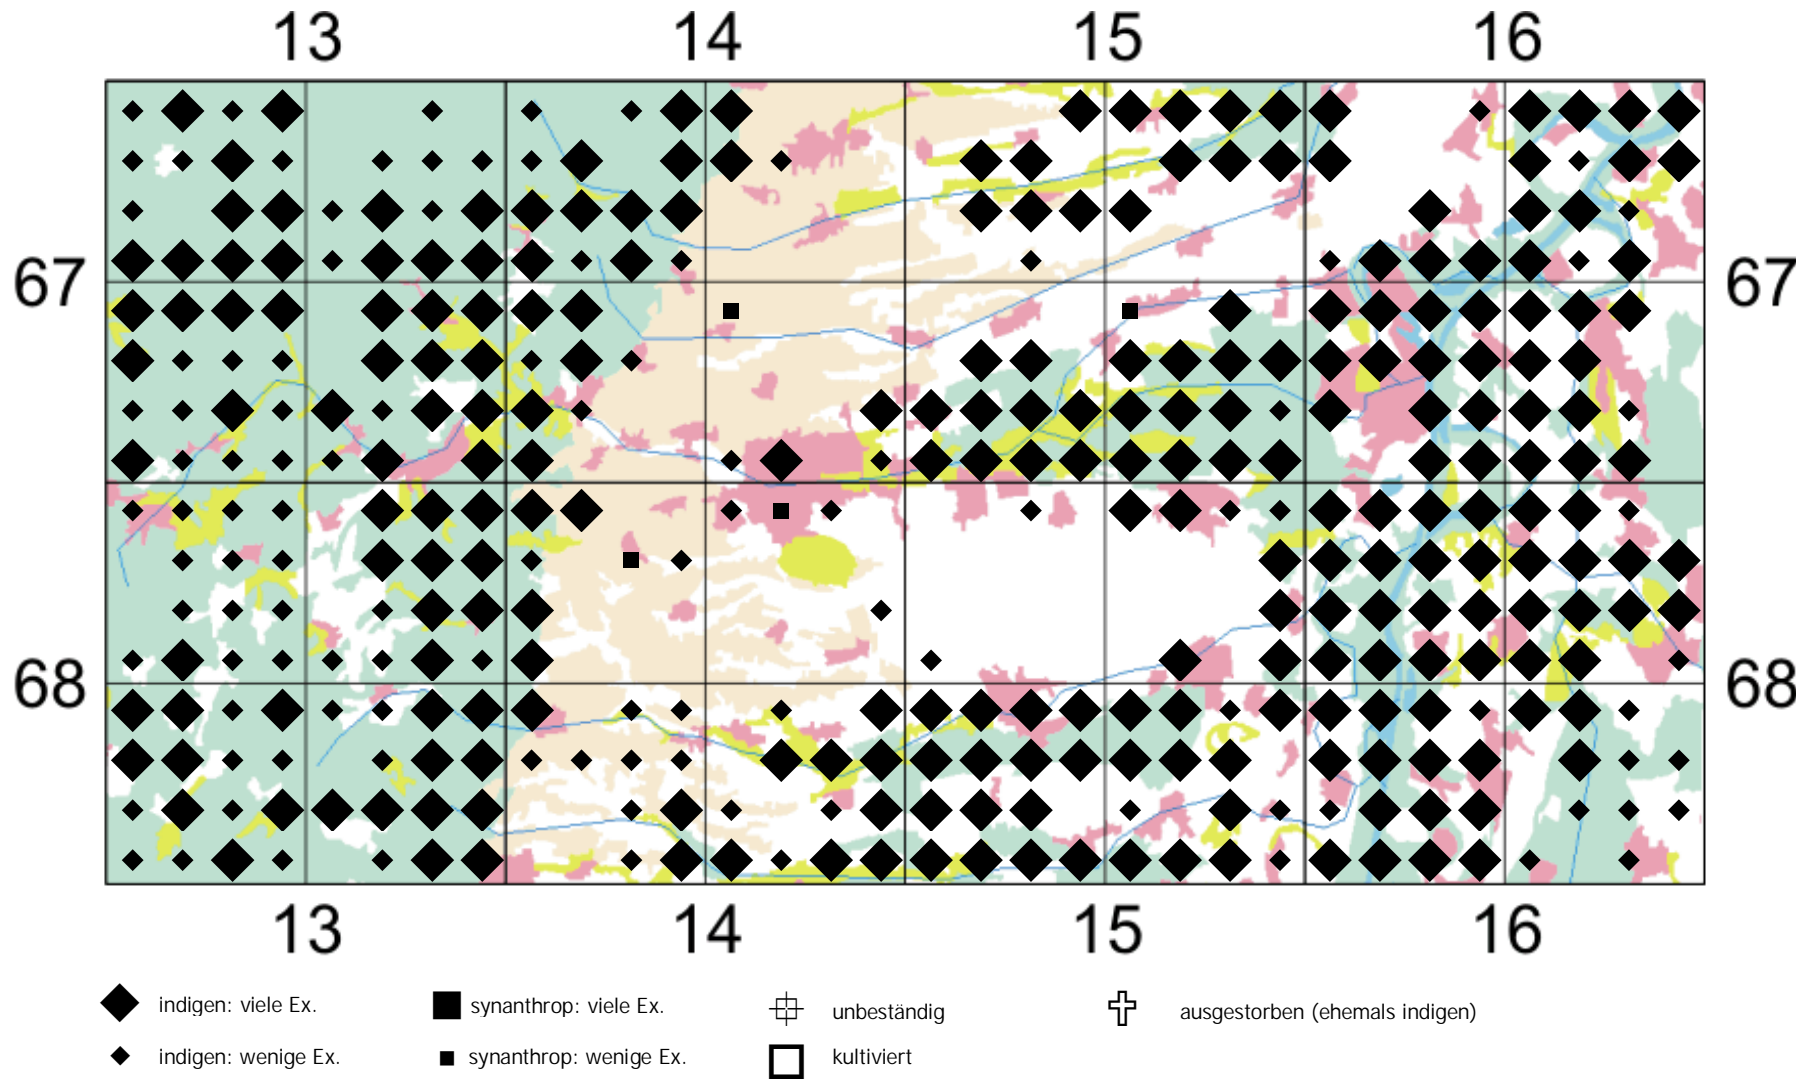 13 14 15 16
67 67
68 68
13 14 15 16
indigen: viele Ex. synanthrop: viele Ex. unbeständig ausgestorben (ehemals indigen)
indigen: wenige Ex. synanthrop: wenige Ex. kultiviert